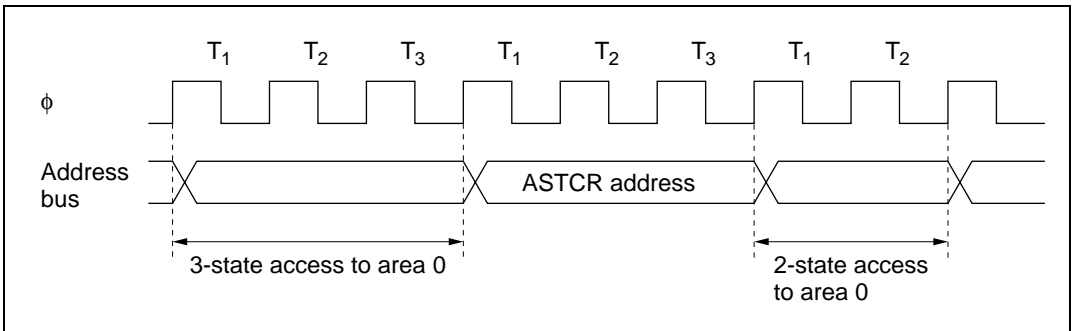 T1 T2 T3 T1 T2 T3 T1 T2
ϕ
Address
bus
ASTCR address
3-state access to area 0
2-state access
to area 0